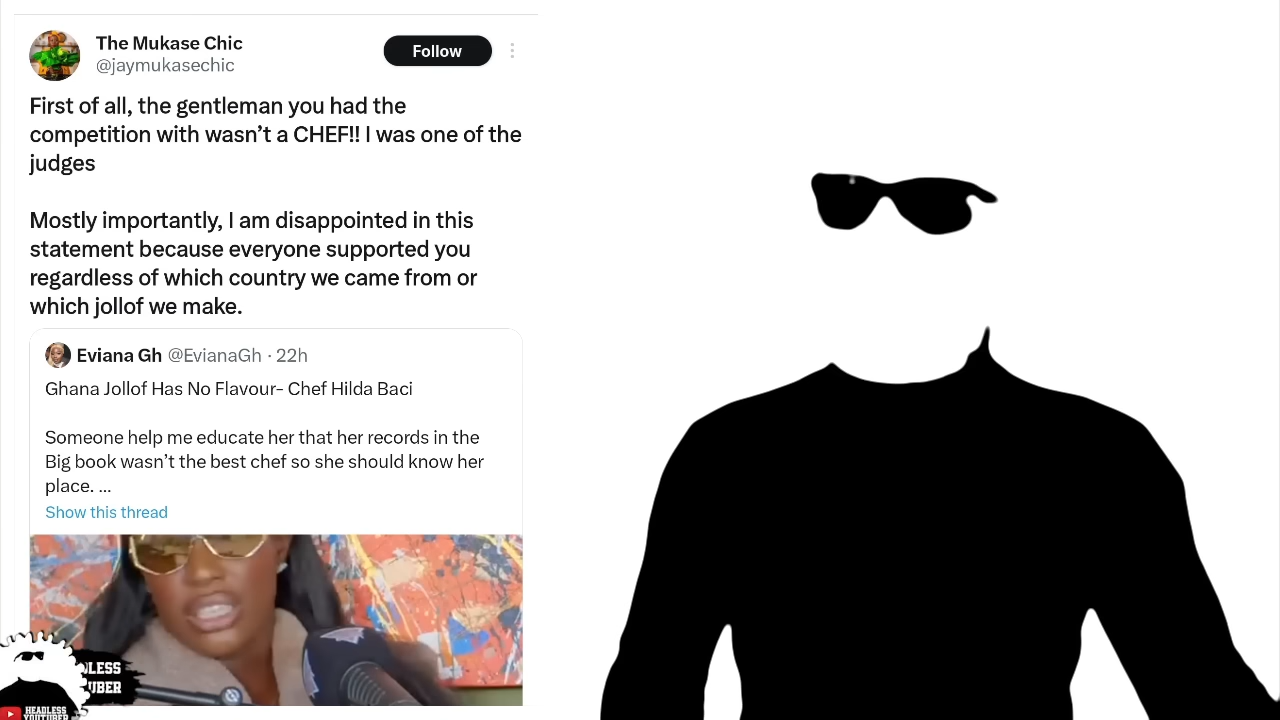 The Mukase Chic
@jaymukasechic
Follow
First of all, the gentleman you had the
competition with wasn’t a CHEF!! I was one of the
judges
Mostly importantly, I am disappointed in this
statement because everyone supported you
regardless of which country we came from or
which jollof we make.
Eviana Gh @EvianaGh · 22h
Ghana Jollof Has No Flavour- Chef Hilda Baci
Someone help me educate her that her records in the
Big book wasn’t the best chef so she should know her
place. ...
Show this thread
HEADLESS
YOUTUBER